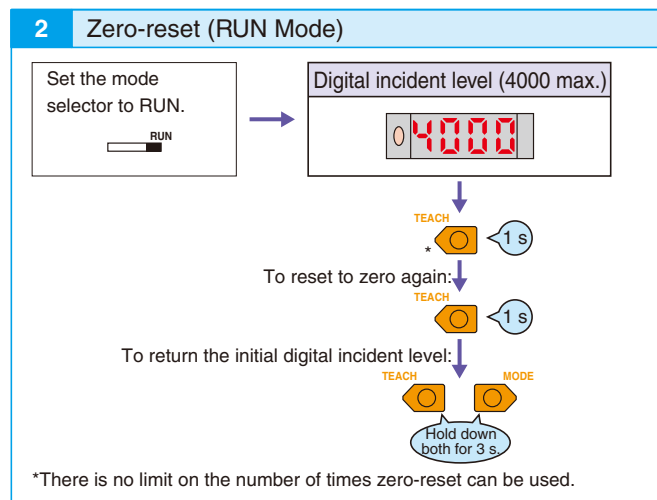 2 Zero-reset (RUN Mode)
Set the mode
selector to RUN.
RUN
Digital incident level (4000 max.)
4000
TEACH
* 1 s
To reset to zero again:
TEACH
1 s
To return the initial digital incident level:
TEACH MODE
Hold down
both for 3 s.
*There is no limit on the number of times zero-reset can be used.